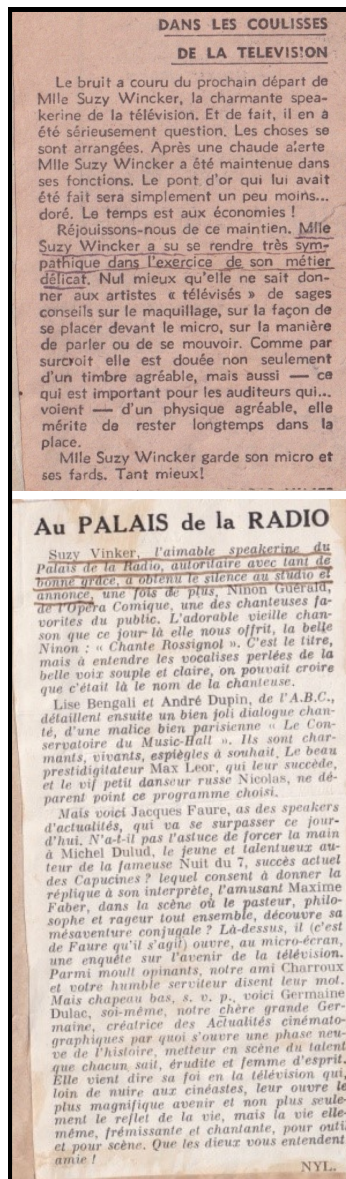 DANS LES COULISSES
DE LA TELEVISION
Le bruit a couru du prochain départ de
Mlle Suzy Wincker, la charmante spea-
kerine de la télévision. Et de fait, il en a
été sérieusement question. Les choses se
sont arrangées. Après une chaude alerte
Mlle Suzy Wincker a été maintenue dans
ses fonctions. Le pont d'or qui lui avait
été fait sera simplement un peu moins...
doré. Le temps est aux économies !
Réjouissons-nous de ce maintien. Mlle
Suzy Wincker a su se rendre très sym-
pathique dans l'exercice de son métier
délicat. Nul mieux qu'elle ne sait don-
ner aux artistes « télévisés » de sages
conseils sur le maquillage, sur la façon de
se placer devant le micro, sur la manière
de parler ou de se mouvoir. Comme par
surcroit elle est douée non seulement
d'un timbre agréable, mais aussi — ce
qui est important pour les auditeurs qui...
voient — d'un physique agréable, elle
mérite de rester longtemps dans la
place.
Mlle Suzy Wincker garde son micro et
ses fards. Tant mieux!
Au PALAIS de la RADIO
Suzy Vinker, l'aimable speakerine du
Palais de la Radio, autoritaire avec tant de
bonne grâce, a obtenu le silence au studio et
annonce, une fois de plus, Ninon Guérald,
de l'Opéra Comique, une des chanteuses fa-
vorites du public. L'adorable vieille chan-
son que ce jour-là elle nous offrit, la belle
Ninon : « Chante Rossignol ». C'est le titre,
mais à entendre les vocalises perlées de la
belle voix souple et claire, on pouvait croire
que c'était là le nom de la chanteuse.
Lise Bengali et André Dupin, de l'A.B.C.,
détaillent ensuite un bien joli dialogue chan-
té, d'une malice bien parisienne « Le Con-
servatoire du Music-Hall ». Ils sont char-
mants, vivants, espiègles à souhait. Le beau
prestidigitateur Max Leor, qui leur succède,
et le vif petit danseur russe Nicolas, ne dé-
parent point ce programme choisi.
Mais voici Jacques Faure, as des speakers
d'actualités, qui va se surpasser ce jour-
d'hui. N'a-t-il pas l'astuce de forcer la main
à Michel Dulud, le jeune et talentueux au-
teur de la fameuse Nuit du 7, succès actuel
des Capucines ? lequel consent à donner la
réplique à son interprète, l'amusant Maxime
Faber, dans la scène où le pasteur, philo-
sophe et rageur tout ensemble, découvre sa
mésaventure conjugale ? Là-dessus, il (c'est
de Faure qu'il s'agit) ouvre, au micro-écran,
une enquête sur l'avenir de la télévision.
Parmi moult opinants, notre ami Charroux
et votre humble serviteur disent leur mot.
Mais chapeau bas, s. v. p., voici Germaine
Dulac, soi-même, notre chère grande Ger-
maine, créatrice des Actualités cinémato-
graphiques par quoi s'ouvre une phase neu-
ve de l'histoire, metteur en scène du talent
que chacun sait, érudite et femme d'esprit.
Elle vient dire sa foi en la télévision qui,
loin de nuire aux cinéastes, leur ouvre le
plus magnifique avenir et non plus seule-
ment le reflet de la vie, mais la vie elle-
même, frémissante et chantante, pour outil
et pour scène. Que les dieux vous entendent
amie !
NYL.